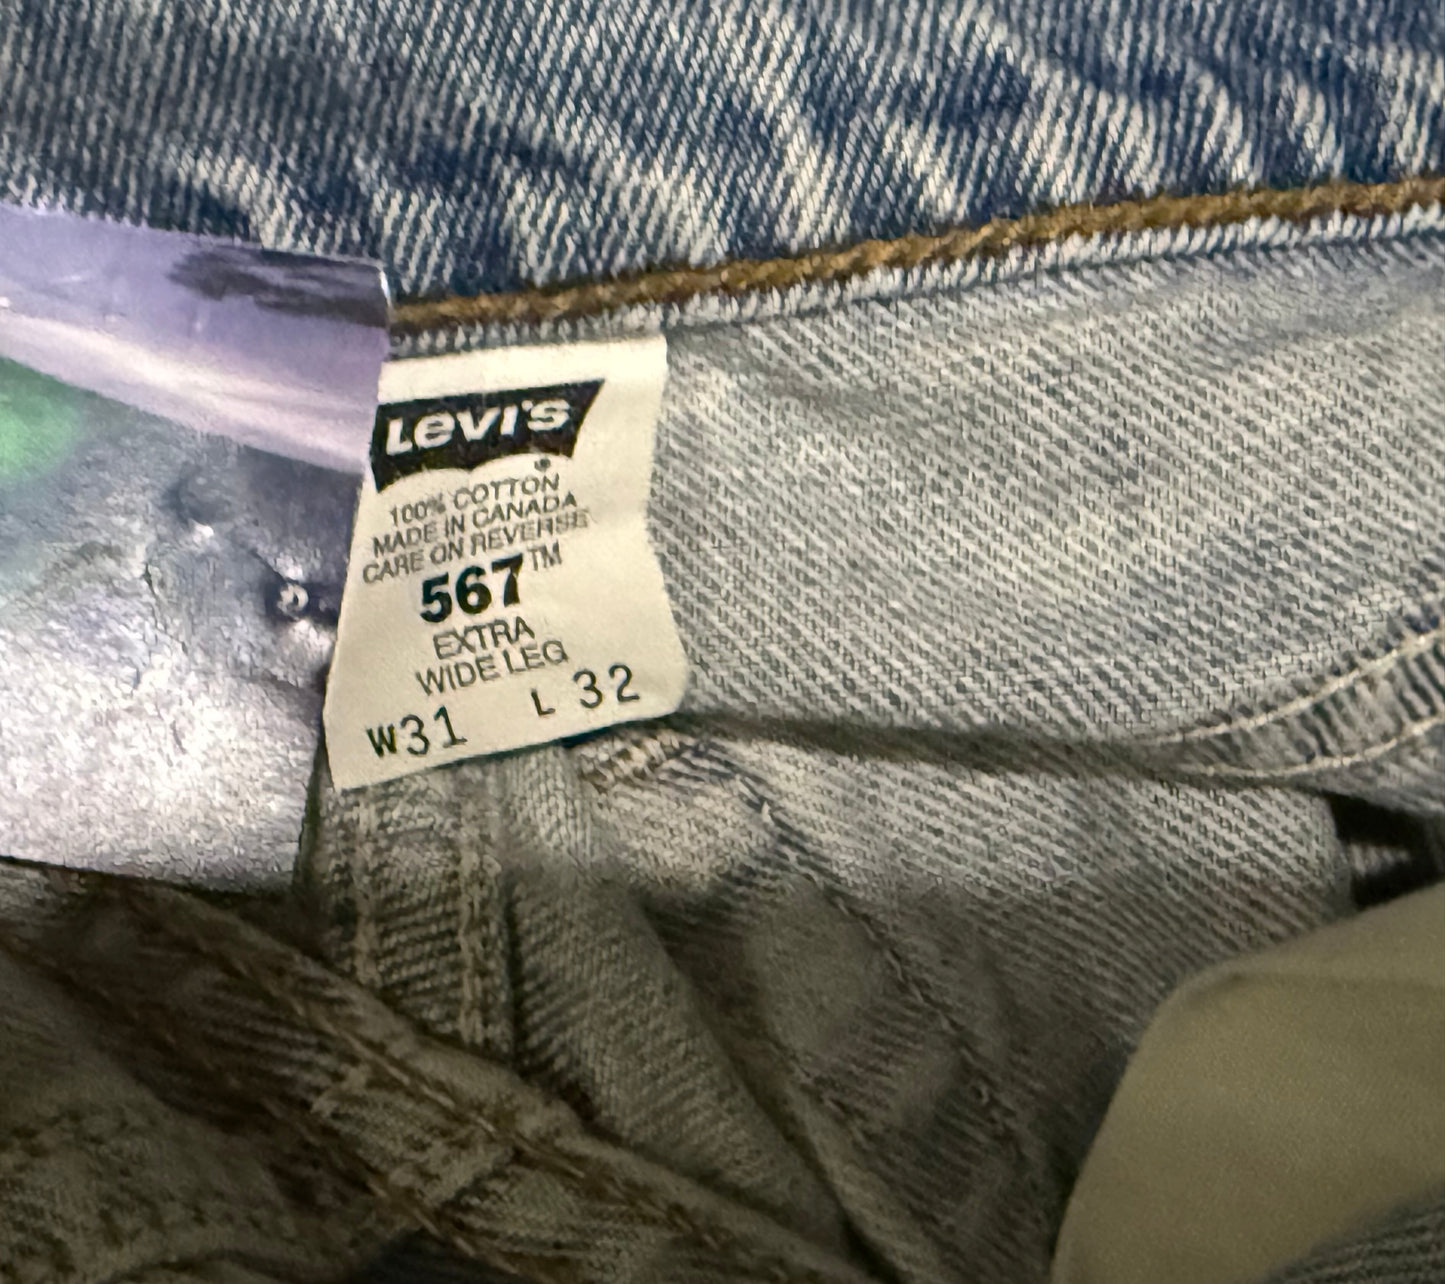 LEVI'S
®
100% COTTON
MADE IN CANADA
CARE ON REVERSE
567™
EXTRA
WIDE LEG
W31 L 32